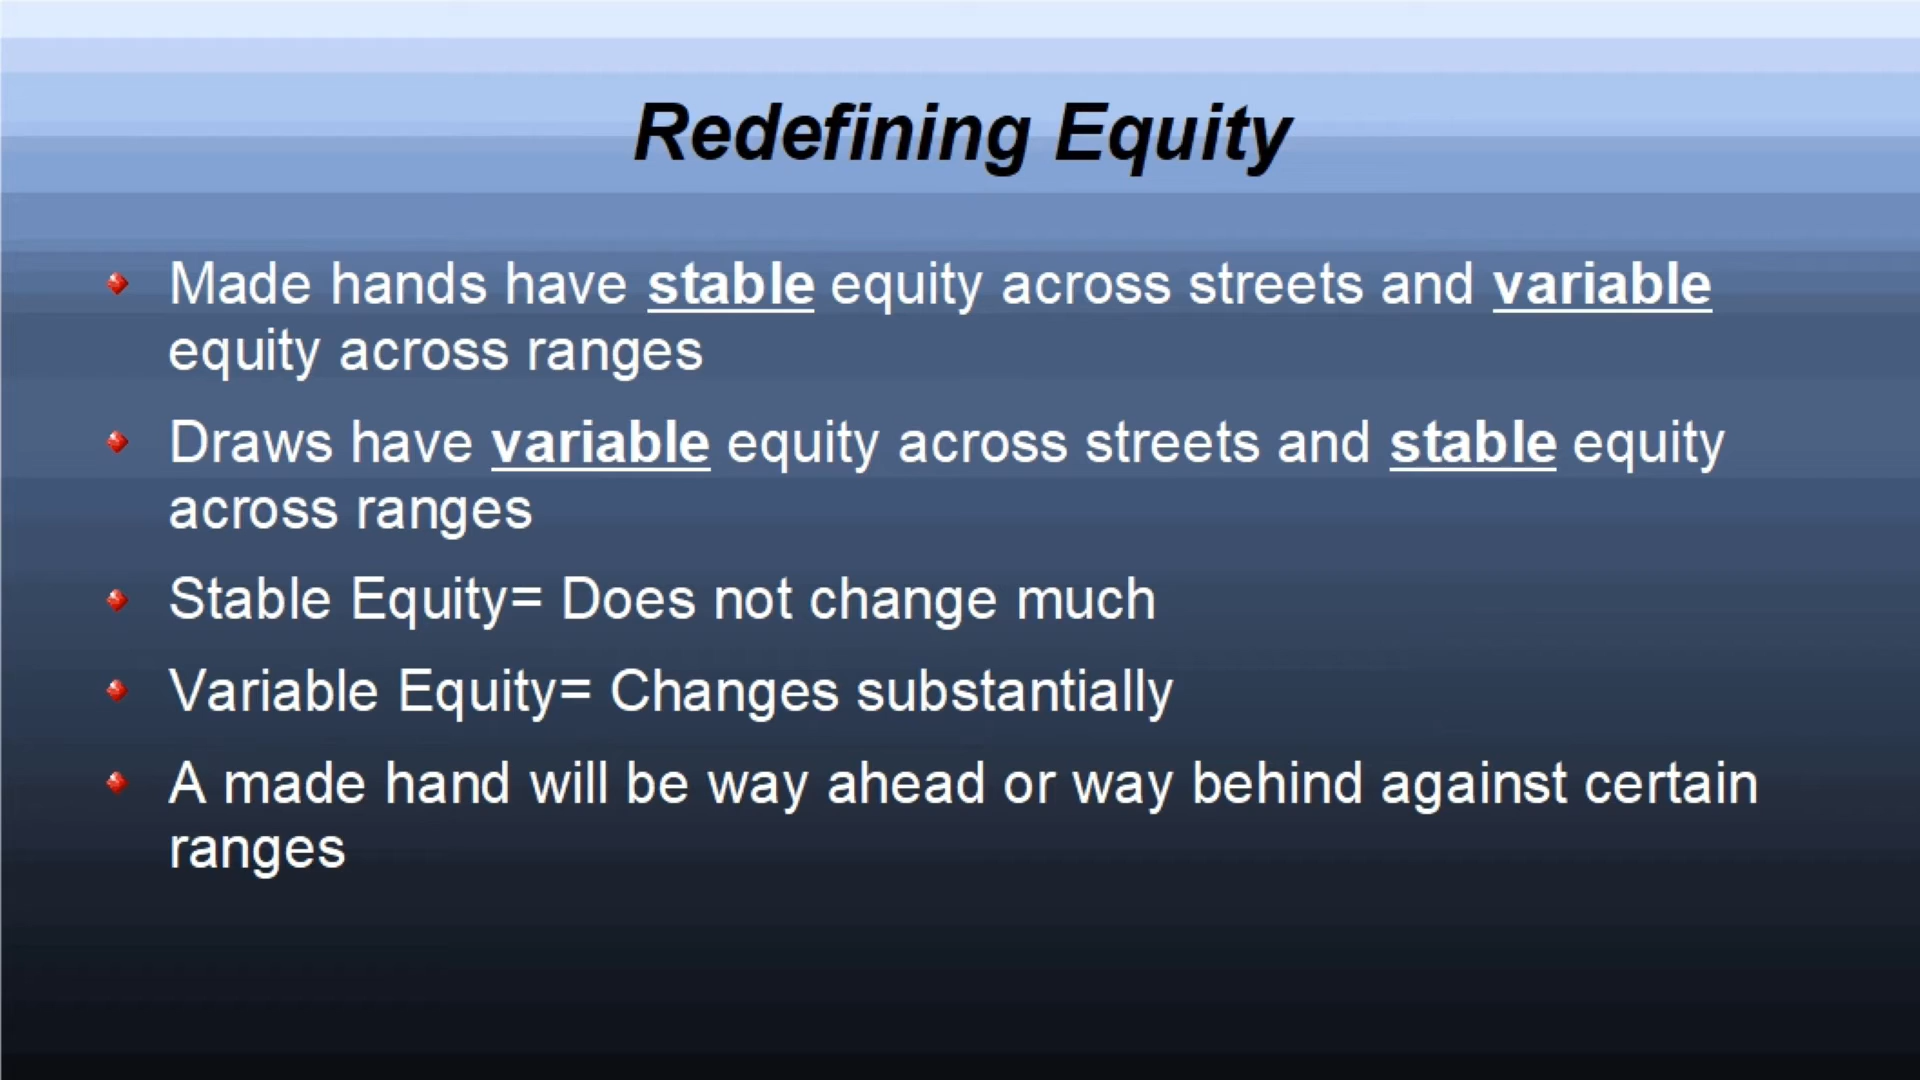 Redefining Equity
Made hands have stable equity across streets and variable
equity across ranges
Draws have variable equity across streets and stable equity
across ranges
Stable Equity= Does not change much
Variable Equity= Changes substantially
A made hand will be way ahead or way behind against certain
ranges